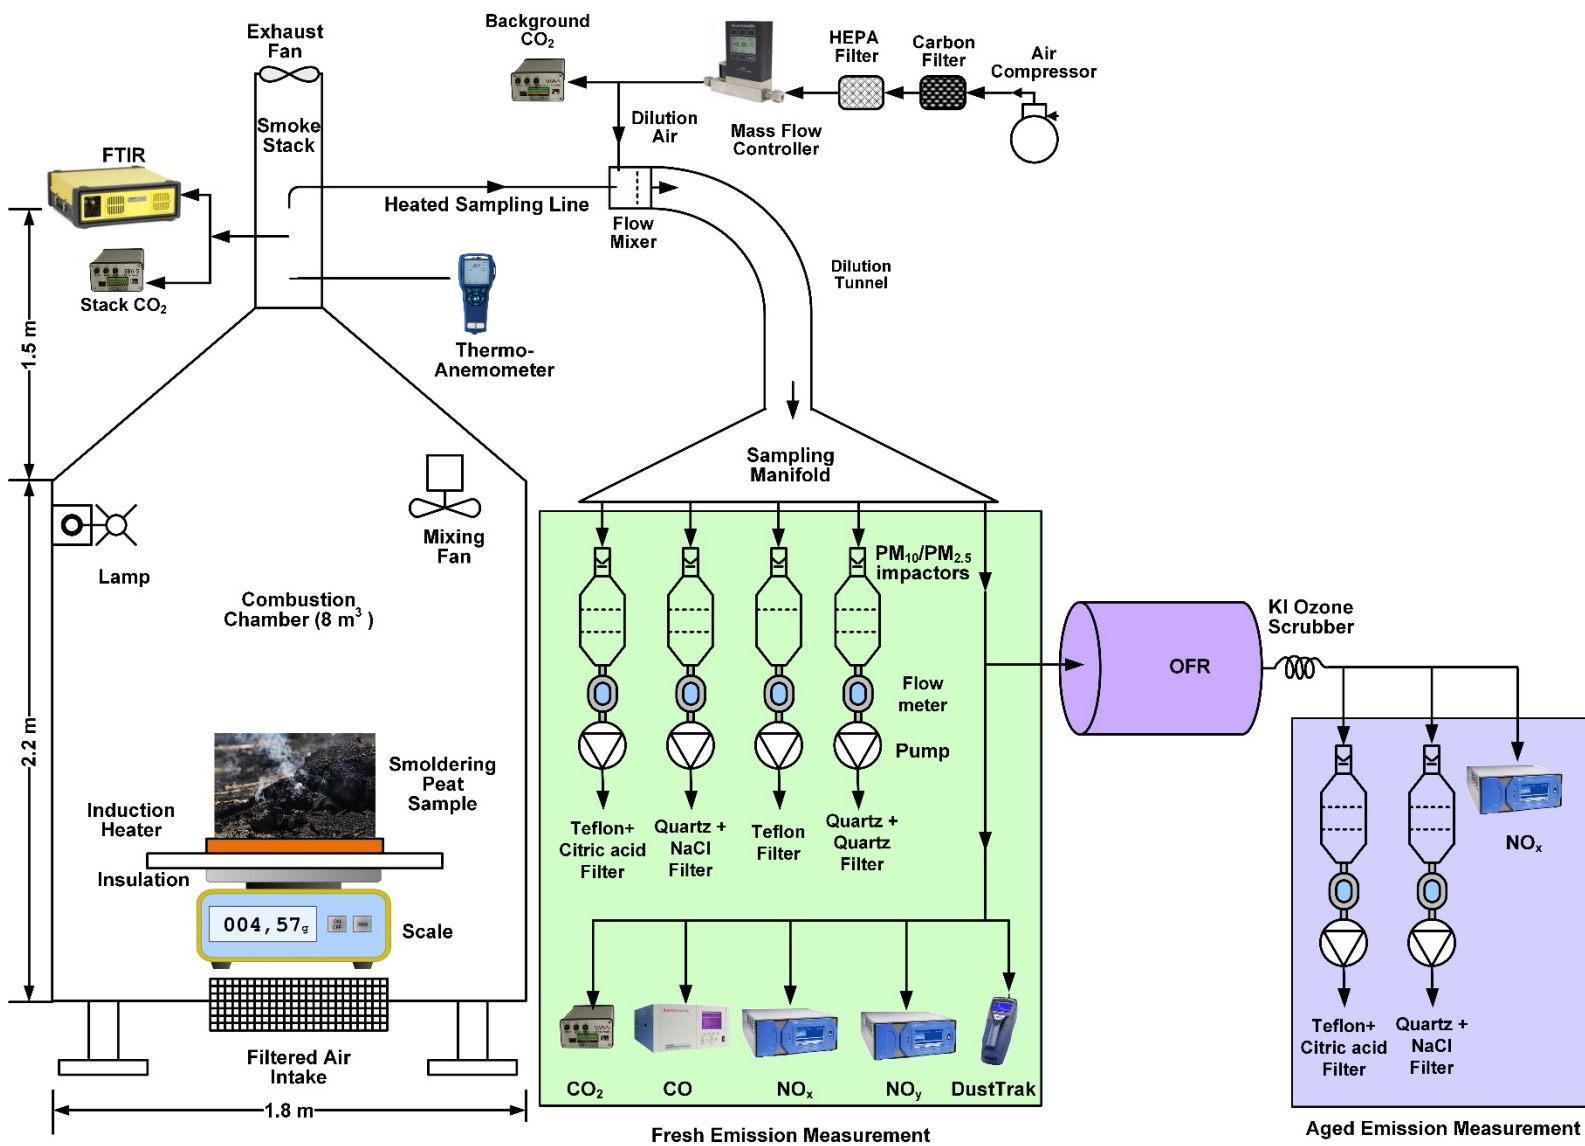 Exhaust
Fan
Smoke
Stack
FTIR
Stack CO₂
1.5 m
2.2 m
Background
CO₂
HEPA
Filter
Carbon
Filter
Air
Compressor
Mass Flow
Controller
Dilution
Air
Heated Sampling Line
Flow
Mixer
Dilution
Tunnel
Thermo-
Anemometer
Sampling
Manifold
Lamp
Mixing
Fan
Combustion
Chamber (8 m³ )
Smoldering
Peat
Sample
Induction
Heater
Insulation
004,57g
Scale
Filtered Air
Intake
1.8 m
PM₁₀/PM₂.₅
impactors
Flow
meter
Pump
Teflon+
Citric acid
Filter
Quartz +
NaCl
Filter
Teflon
Filter
Quartz +
Quartz
Filter
CO₂
CO
NOₓ
NOᵧ
DustTrak
Fresh Emission Measurement
OFR
KI Ozone
Scrubber
NOₓ
Teflon+
Citric acid
Filter
Quartz +
NaCl
Filter
Aged Emission Measurement